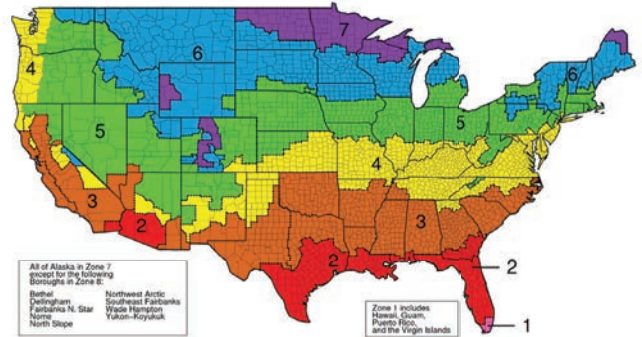 7
6
4
6
5
5
4
3
4
3
2
2
2
1
All of Alaska in Zone 7
except for the following
Boroughs in Zone 8:
Bethel Northwest Arctic
Dellingham Southeast Fairbanks
Fairbanks N. Star Wade Hampton
Nome Yukon-Koyukuk
North Slope
Zone 1 includes
Hawaii, Guam,
Puerto Rico,
and the Virgin Islands